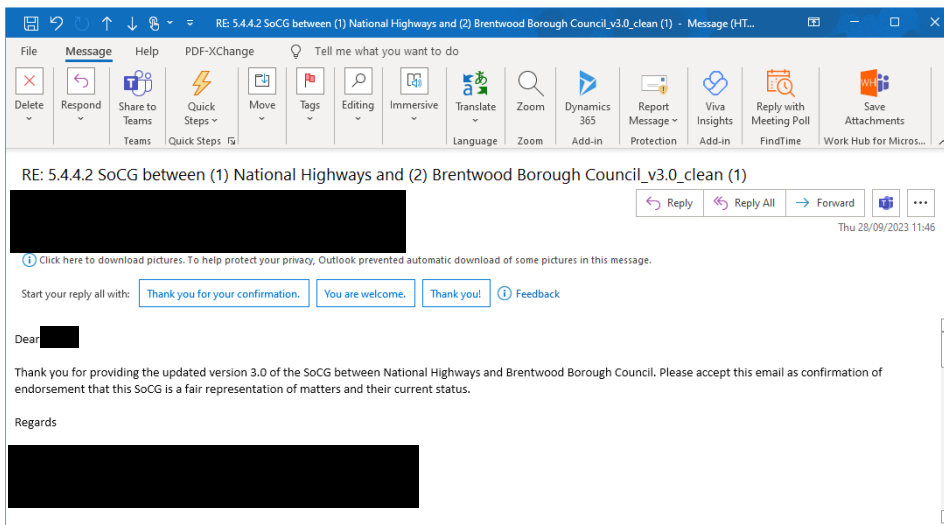 RE: 5.4.4.2 SoCG between (1) National Highways and (2) Brentwood Borough Council_v3.0_clean (1) - Message (HT...
File Message Help PDF-XChange Tell me what you want to do
Delete
Respond
Share to Teams
Quick Steps
Move
Tags
Editing
Immersive
Translate
Zoom
Dynamics 365
Report Message
Viva Insights
Reply with Meeting Poll
Save Attachments
Teams Quick Steps Language Zoom Add-in Protection Add-in FindTime Work Hub for Micros...
RE: 5.4.4.2 SoCG between (1) National Highways and (2) Brentwood Borough Council_v3.0_clean (1)
Reply Reply All Forward
Thu 28/09/2023 11:46
Click here to download pictures. To help protect your privacy, Outlook prevented automatic download of some pictures in this message.
Start your reply all with: Thank you for your confirmation. You are welcome. Thank you! Feedback
Dear
Thank you for providing the updated version 3.0 of the SoCG between National Highways and Brentwood Borough Council. Please accept this email as confirmation of
endorsement that this SoCG is a fair representation of matters and their current status.
Regards